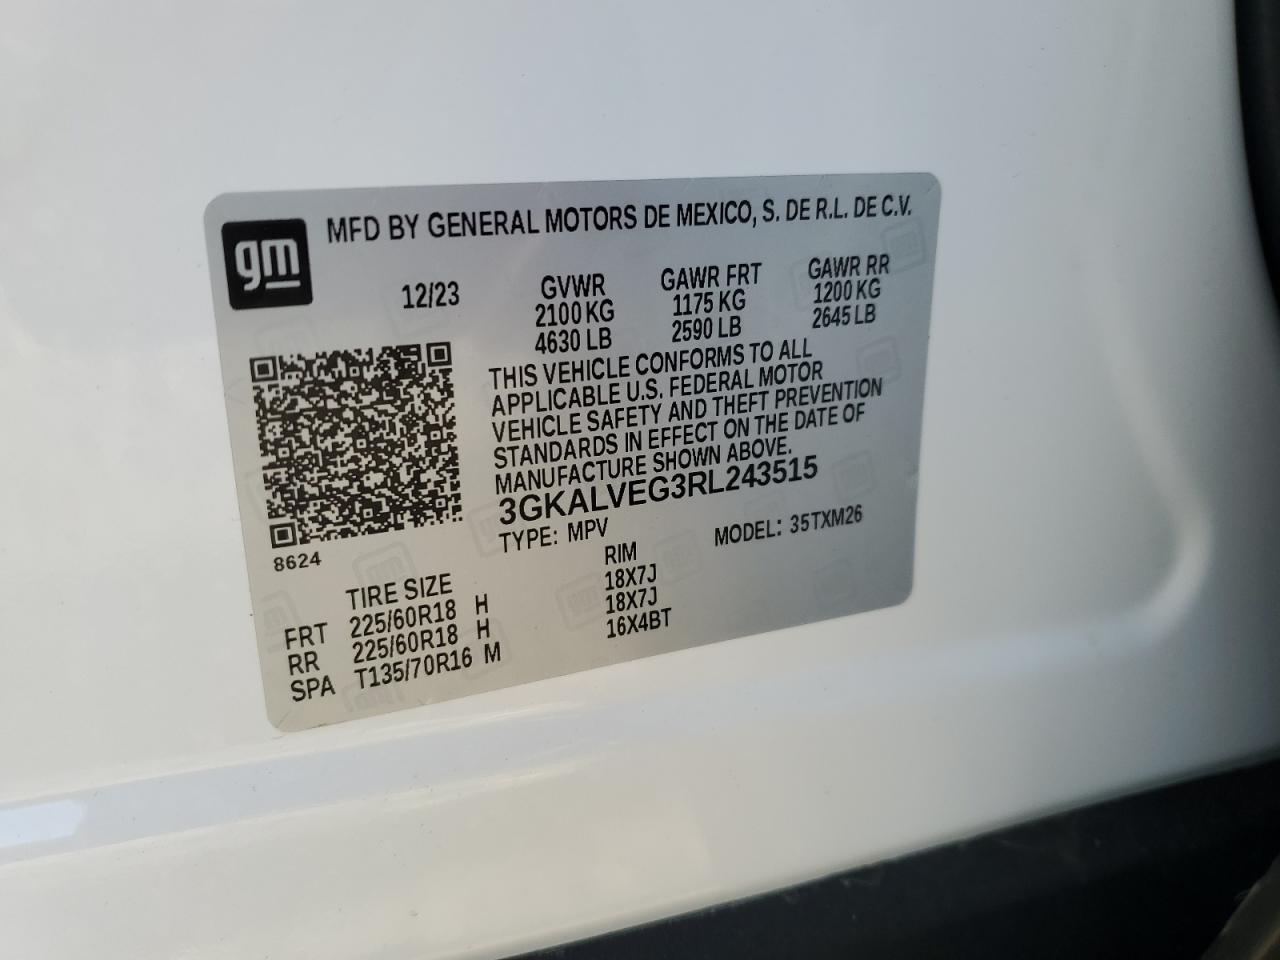 gm
MFD BY GENERAL MOTORS DE MEXICO, S. DE R.L. DE C.V.
12/23 GVWR GAWR FRT GAWR RR
2100 KG 1175 KG 1200 KG
4630 LB 2590 LB 2645 LB
THIS VEHICLE CONFORMS TO ALL
APPLICABLE U.S. FEDERAL MOTOR
VEHICLE SAFETY AND THEFT PREVENTION
STANDARDS IN EFFECT ON THE DATE OF
MANUFACTURE SHOWN ABOVE.
3GKALVEG3RL243515
TYPE: MPV MODEL: 35TXM26
8624
TIRE SIZE RIM
FRT 225/60R18 H 18X7J
RR 225/60R18 H 18X7J
SPA T135/70R16 M 16X4BT